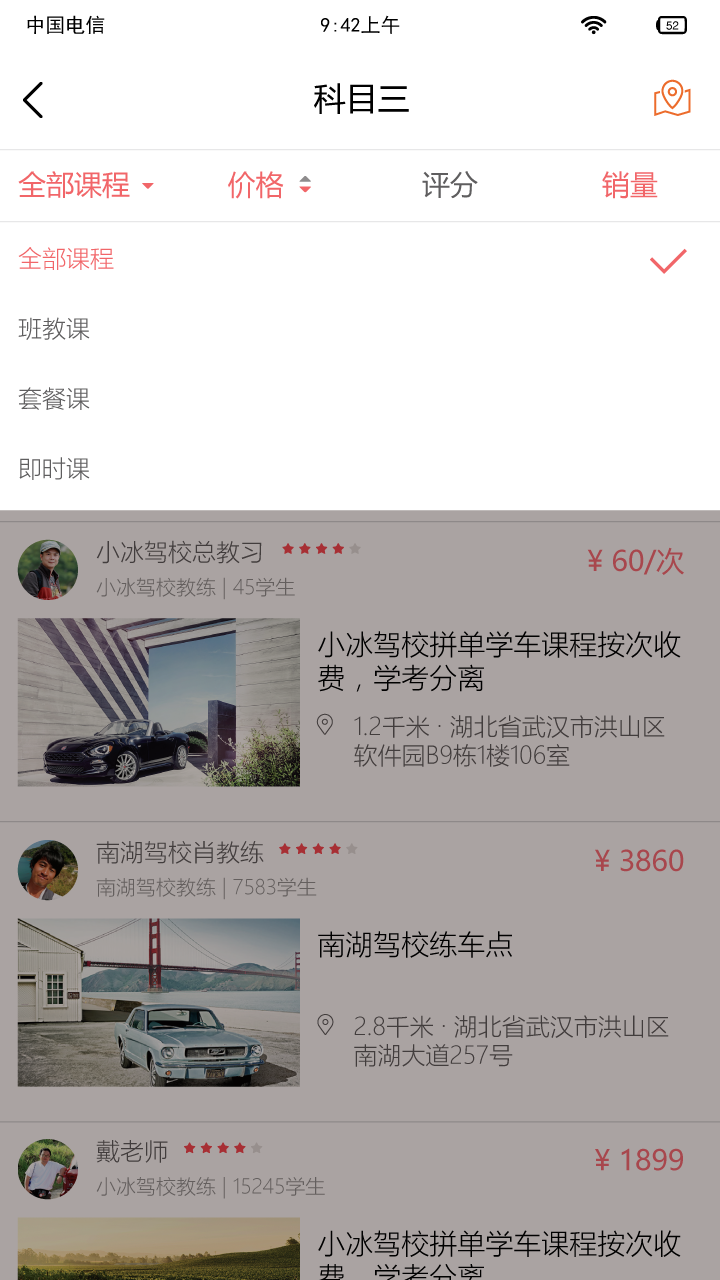 中国电信
9:42上午
52
科目三
全部课程
价格
评分
销量
全部课程
班教课
套餐课
即时课
小冰驾校总教习
¥ 60/次
小冰驾校教练 | 45学生
小冰驾校拼单学车课程按次收
费，学考分离
1.2千米 · 湖北省武汉市洪山区
软件园B9栋1楼106室
南湖驾校肖教练
¥ 3860
南湖驾校教练 | 7583学生
南湖驾校练车点
2.8千米 · 湖北省武汉市洪山区
南湖大道257号
戴老师
¥ 1899
小冰驾校教练 | 15245学生
小冰驾校拼单学车课程按次收
费，学考分离